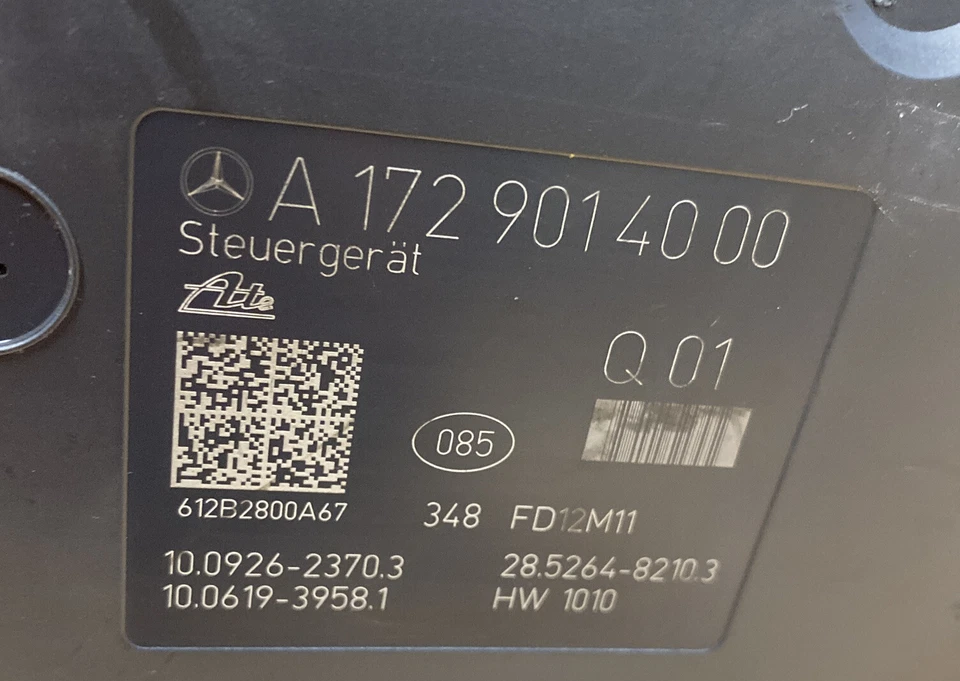 A 172 901 40 00
Steuergerät
Ate
Q 01
085
612B2800A67
348 FD12M11
10.0926-2370.3 28.5264-8210.3
10.0619-3958.1 HW 1010